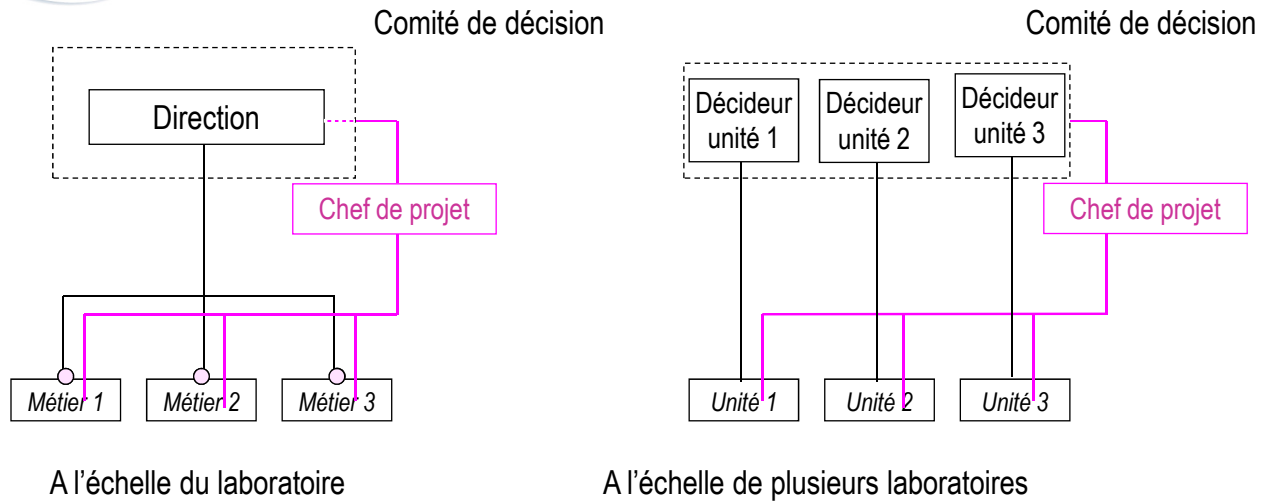 Comité de décision
Direction
Chef de projet
Métier 1
Métier 2
Métier 3
A l’échelle du laboratoire
Comité de décision
Décideur
unité 1
Décideur
unité 2
Décideur
unité 3
Chef de projet
Unité 1
Unité 2
Unité 3
A l’échelle de plusieurs laboratoires